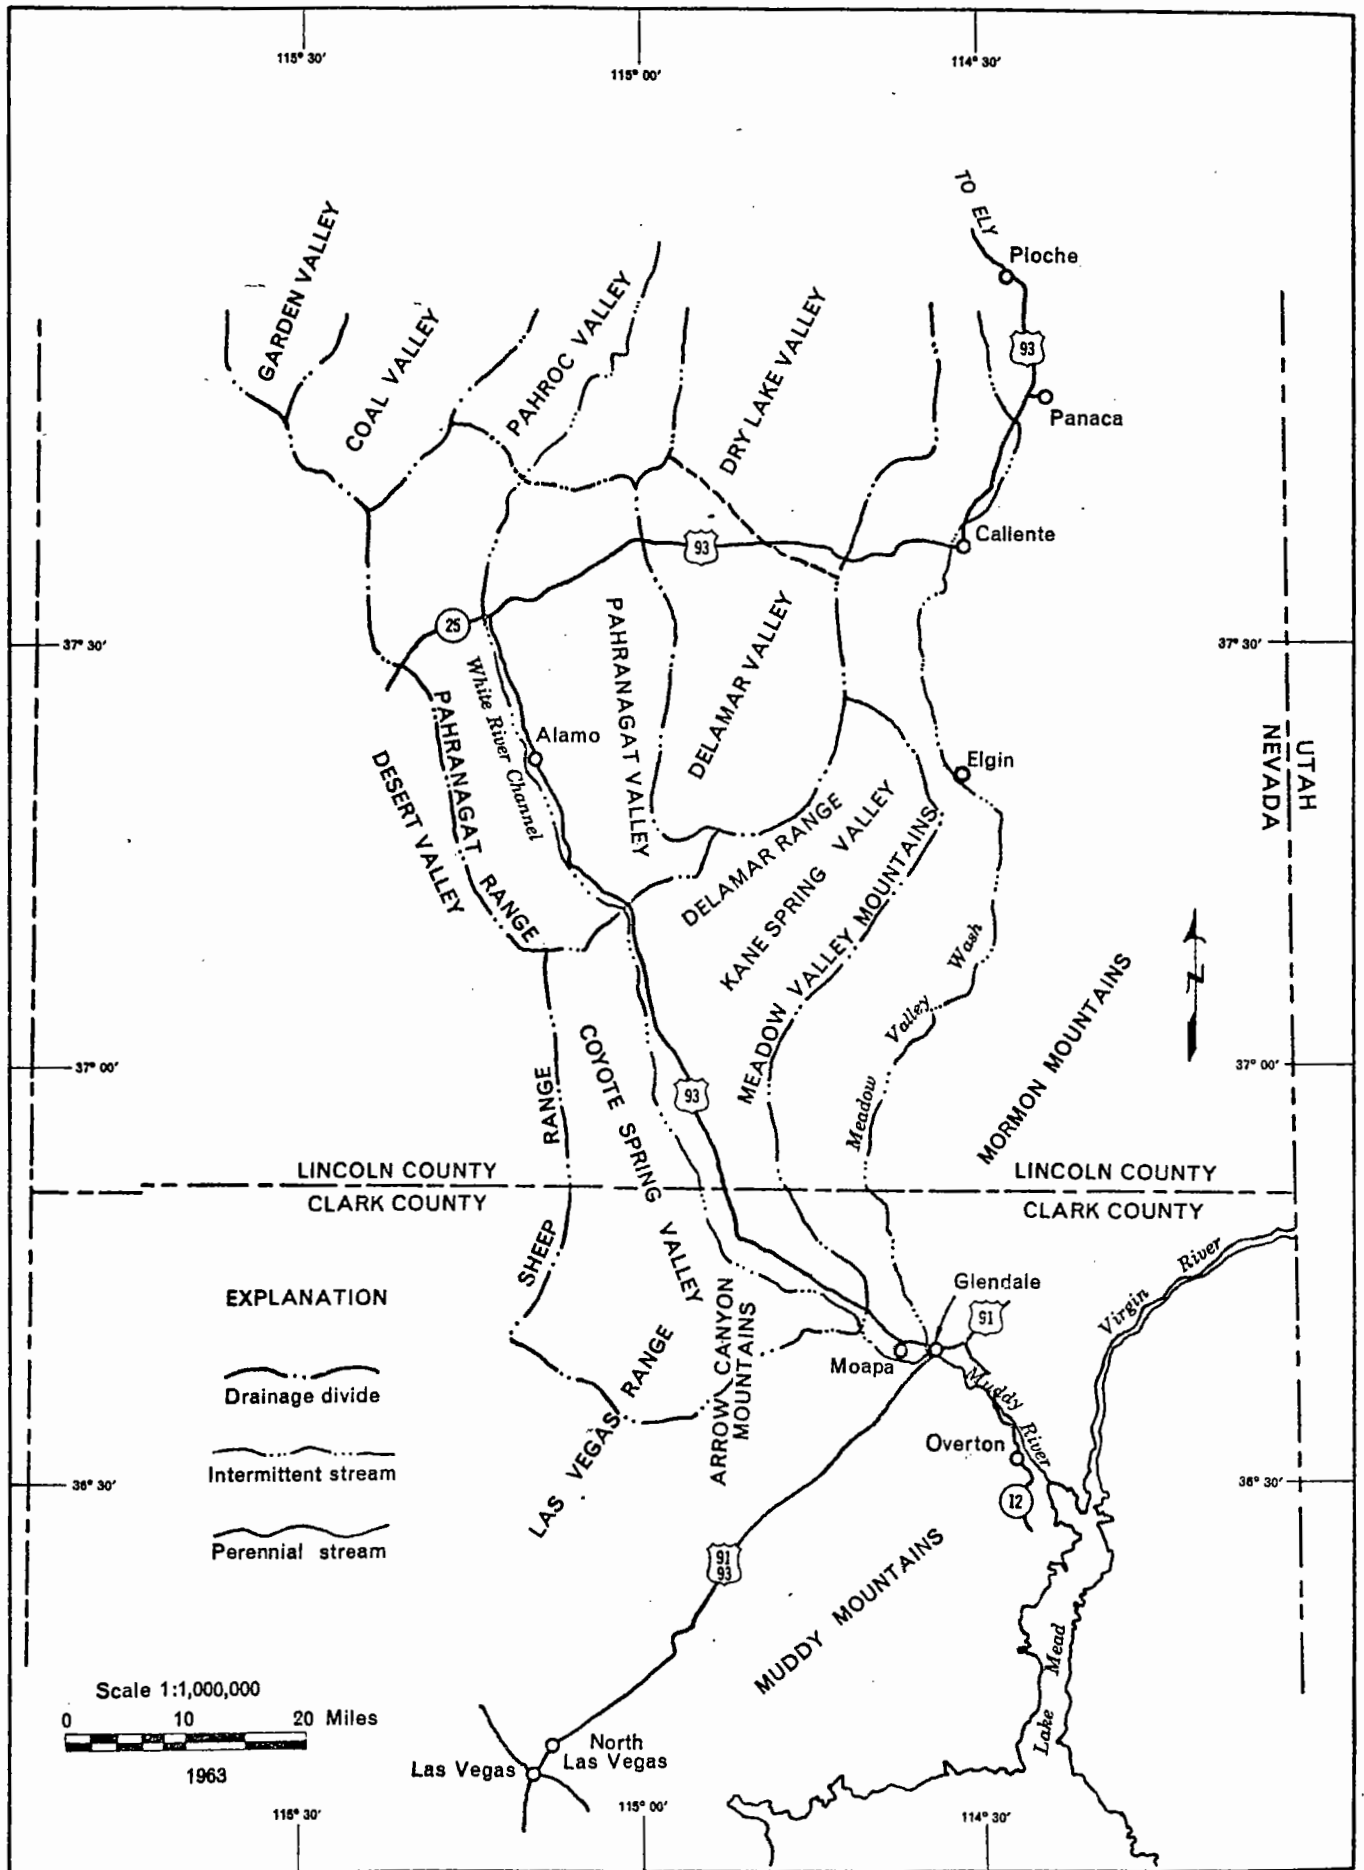 115° 30'
115° 00'
114° 30'
TO ELY
Pioche
GARDEN VALLEY
COAL VALLEY
PAHROC VALLEY
DRY LAKE VALLEY
93
Panaca
93
Caliente
25
37° 30'
37° 30'
White River Channel
PAHRANAGAT VALLEY
DELAMAR VALLEY
Alamo
PAHRANAGAT RANGE
DESERT VALLEY
Elgin
UTAH
NEVADA
DELAMAR RANGE
KANE SPRING VALLEY
MEADOW VALLEY MOUNTAINS
Meadow Valley Wash
MORMON MOUNTAINS
N
37° 00'
37° 00'
COYOTE SPRING VALLEY
93
SHEEP RANGE
LINCOLN COUNTY
CLARK COUNTY
LINCOLN COUNTY
CLARK COUNTY
Virgin River
Glendale
91
Moapa
Muddy River
ARROW CANYON
MOUNTAINS
LAS VEGAS RANGE
Overton
12
EXPLANATION
Drainage divide
Intermittent stream
Perennial stream
36° 30'
36° 30'
91
93
MUDDY MOUNTAINS
Lake Mead
Scale 1:1,000,000
0 10 20 Miles
1963
North
Las Vegas
Las Vegas
115° 30'
115° 00'
114° 30'